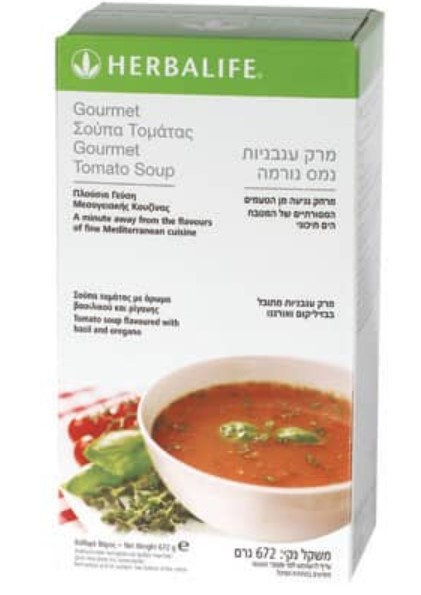 HERBALIFE.
Gourmet
Σούπα Τομάτας
Gourmet
Tomato Soup
Πλούσια Γεύση
Μεσογειακής Κουζίνας
A minute away from the flavours
of fine Mediterranean cuisine
מרק עגבניות
נמס גורמה
מרחק נגיעה מן הטעמים
המסורתיים של המטבח
הים תיכוני
Σούπα τομάτας με άρωμα
βασιλικού και ρίγανης
Tomato soup flavoured with
basil and oregano
מרק עגבניות מתובל
בבזיליקום ואורגנו
Καθαρό Βάρος • Net Weight 672 g e
משקל נקי: 672 גרם